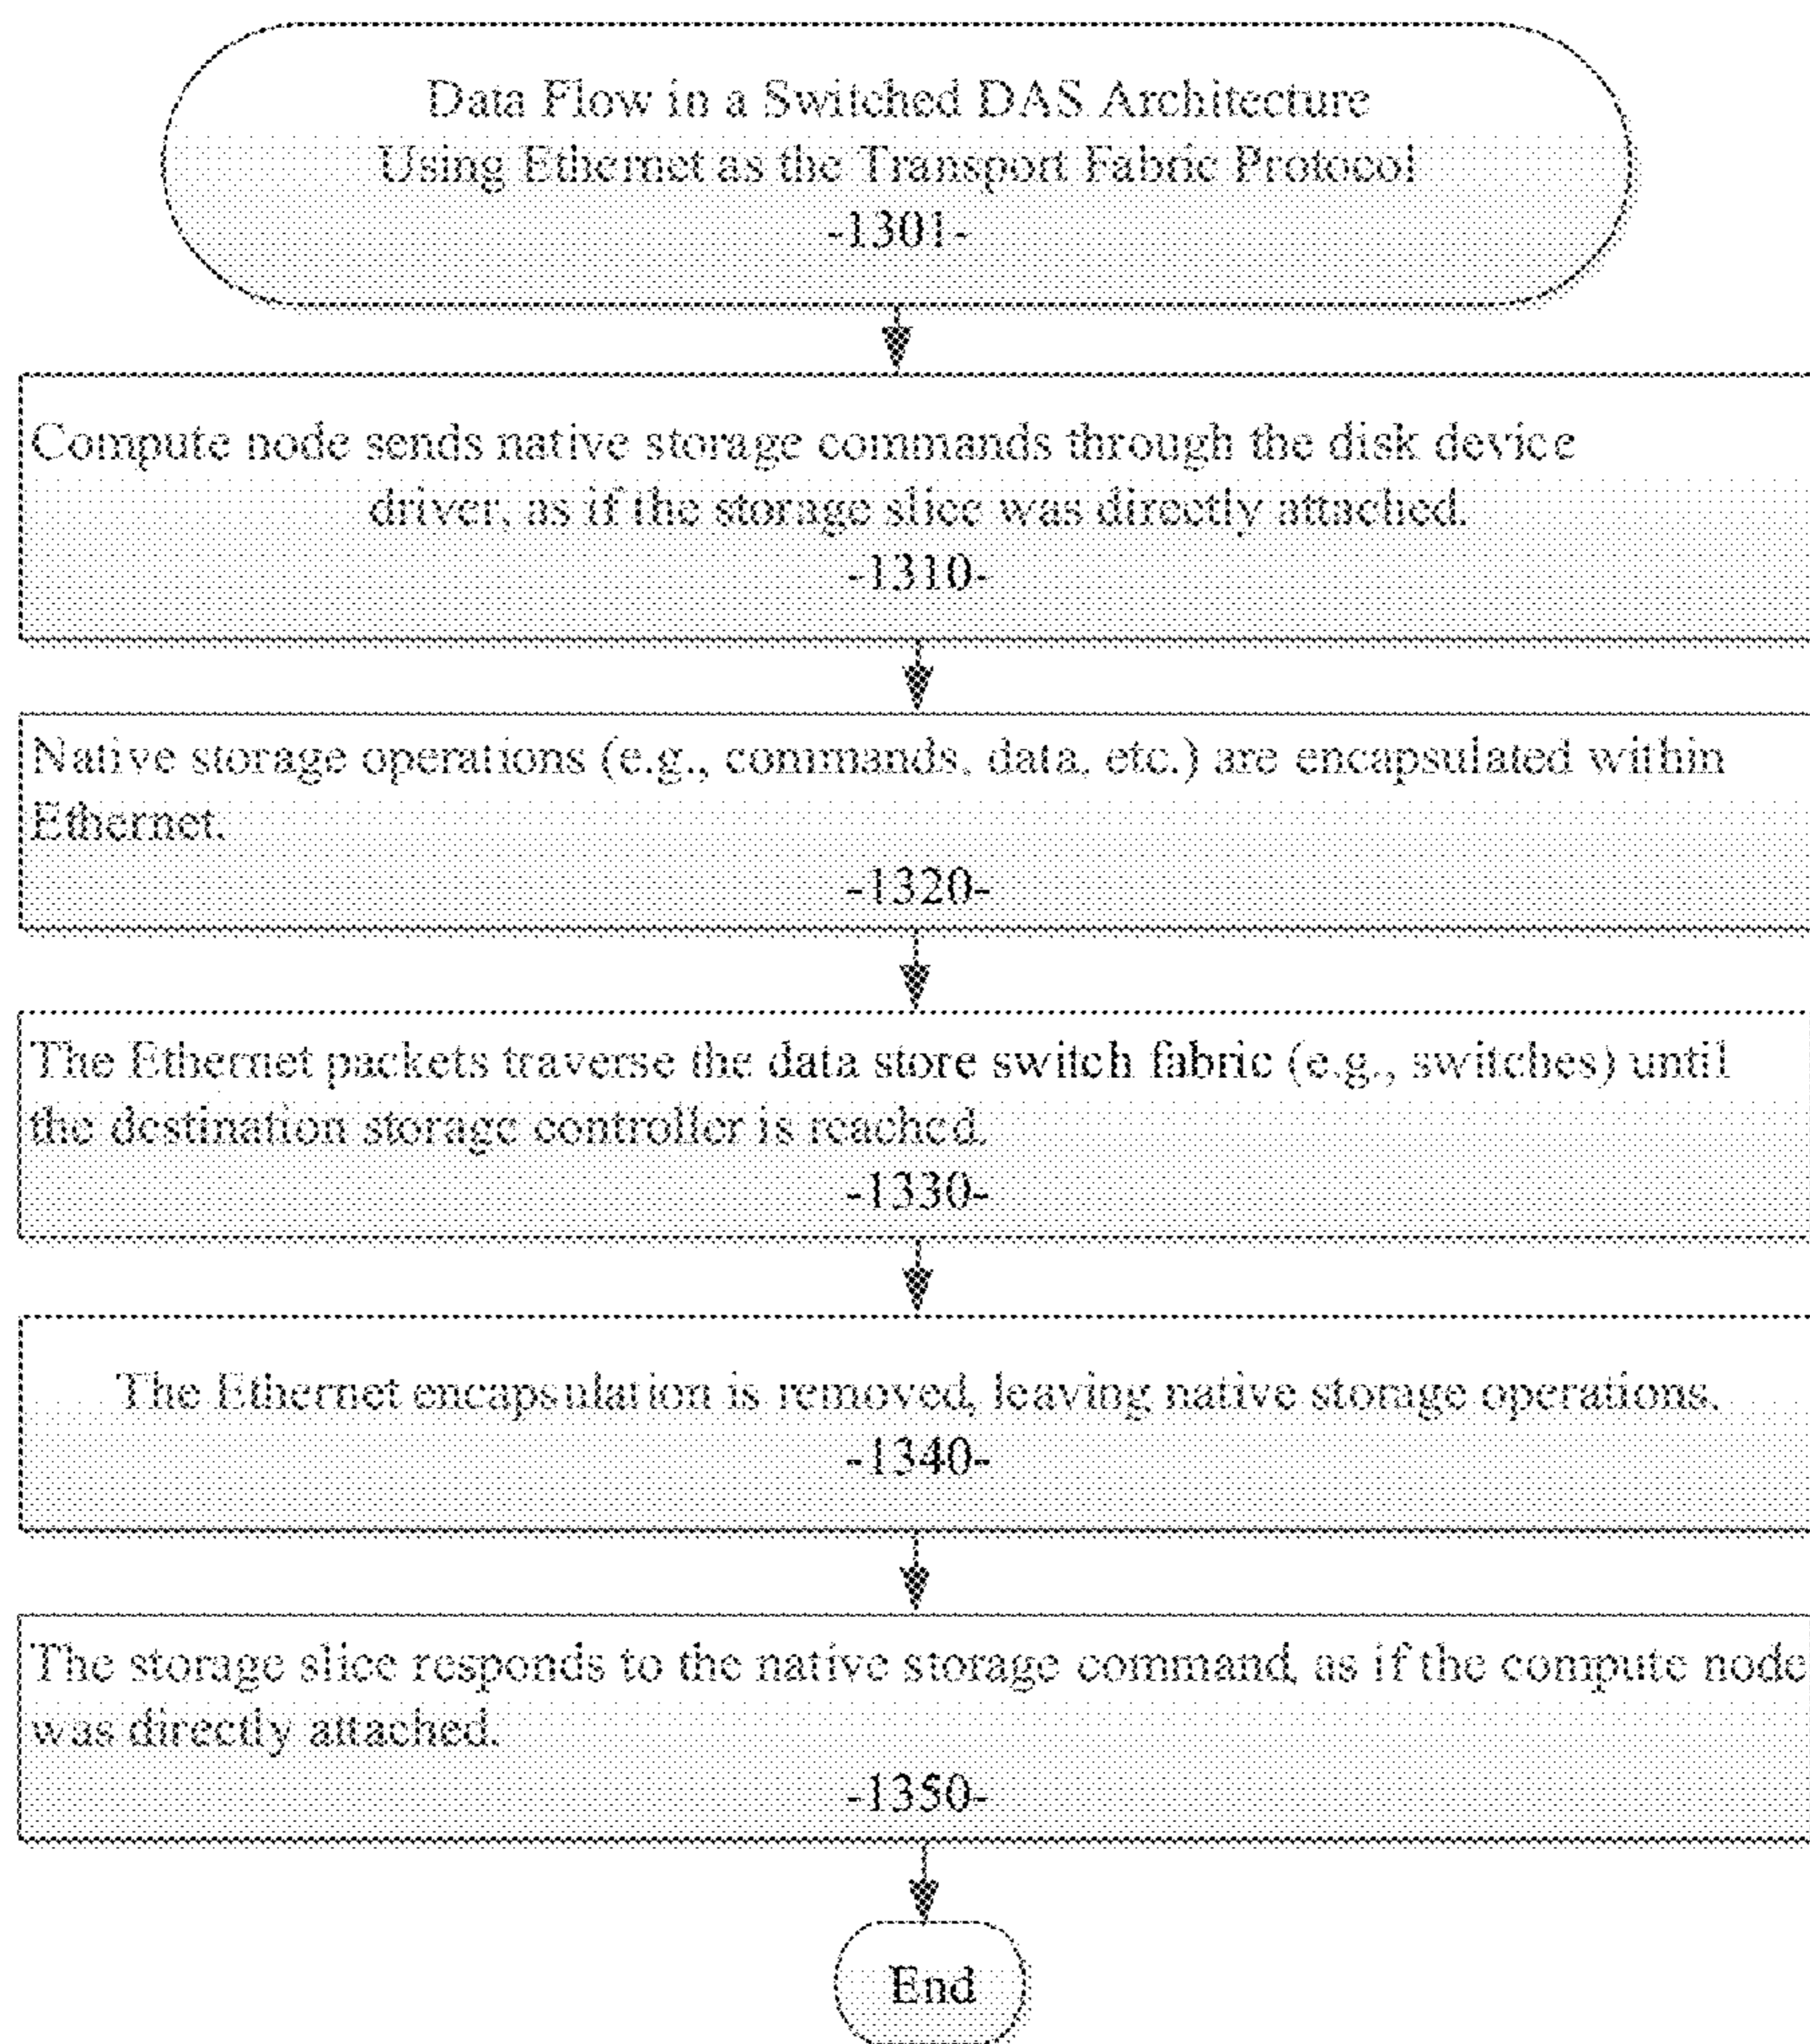 Data Flow in a Switched DAS Architecture
Using Ethernet as the Transport Fabric Protocol
-1301-
Compute node sends native storage commands through the disk device
driver, as if the storage slice was directly attached.
-1310-
Native storage operations (e.g., commands, data, etc.) are encapsulated within
Ethernet.
-1320-
The Ethernet packets traverse the data store switch fabric (e.g., switches) until
the destination storage controller is reached.
-1330-
The Ethernet encapsulation is removed, leaving native storage operations.
-1340-
The storage slice responds to the native storage command, as if the compute node
was directly attached.
-1350-
End